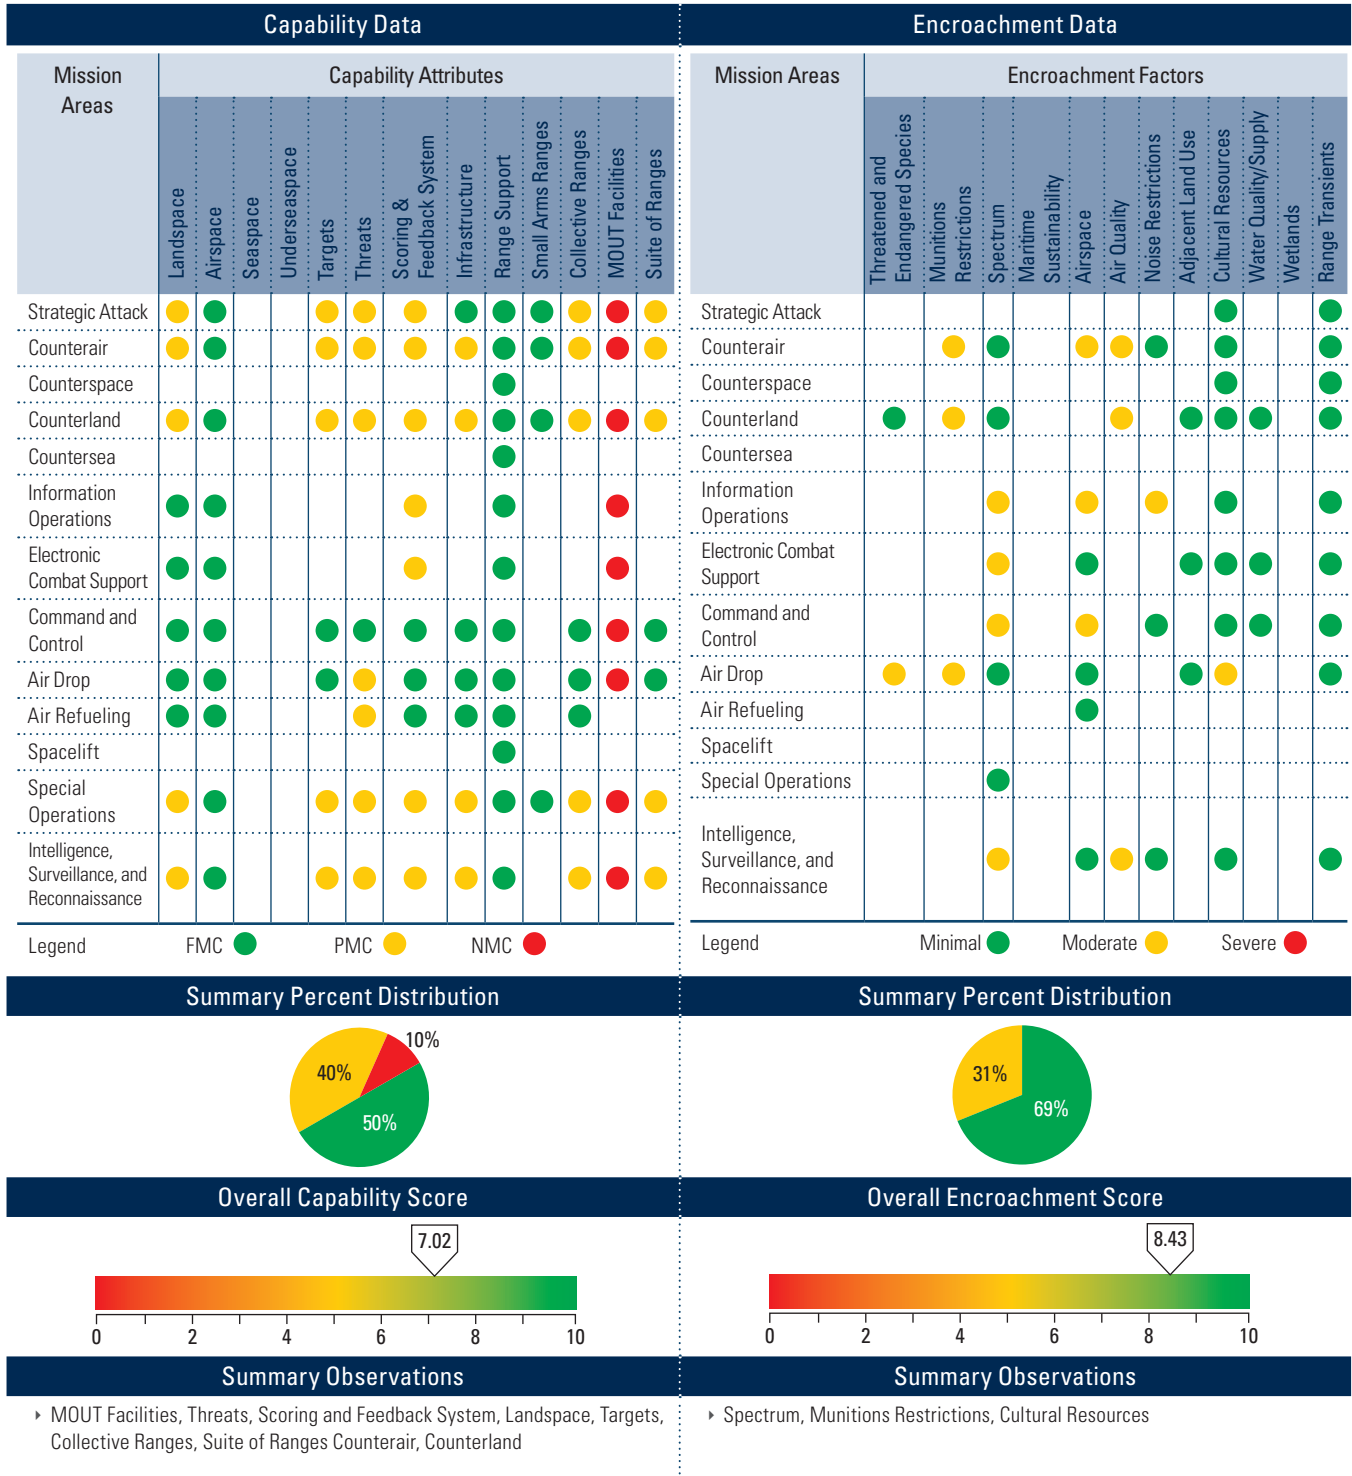 Capability Data
Mission
Areas
Capability Attributes
Landspace
Airspace
Seaspace
Underseaspace
Targets
Threats
Scoring &
Feedback System
Infrastructure
Range Support
Small Arms Ranges
Collective Ranges
MOUT Facilities
Suite of Ranges
Strategic Attack
Counterair
Counterspace
Counterland
Countersea
Information
Operations
Electronic
Combat Support
Command and
Control
Air Drop
Air Refueling
Spacelift
Special
Operations
Intelligence,
Surveillance, and
Reconnaissance
Legend
FMC
PMC
NMC
Summary Percent Distribution
10%
40%
50%
Overall Capability Score
7.02
0 2 4 6 8 10
Summary Observations
‣ MOUT Facilities, Threats, Scoring and Feedback System, Landspace, Targets,
Collective Ranges, Suite of Ranges Counterair, Counterland
Encroachment Data
Mission Areas
Encroachment Factors
Threatened and
Endangered Species
Munitions
Restrictions
Spectrum
Maritime
Sustainability
Airspace
Air Quality
Noise Restrictions
Adjacent Land Use
Cultural Resources
Water Quality/Supply
Wetlands
Range Transients
Strategic Attack
Counterair
Counterspace
Counterland
Countersea
Information
Operations
Electronic Combat
Support
Command and
Control
Air Drop
Air Refueling
Spacelift
Special Operations
Intelligence,
Surveillance, and
Reconnaissance
Legend
Minimal
Moderate
Severe
Summary Percent Distribution
31%
69%
Overall Encroachment Score
8.43
0 2 4 6 8 10
Summary Observations
‣ Spectrum, Munitions Restrictions, Cultural Resources